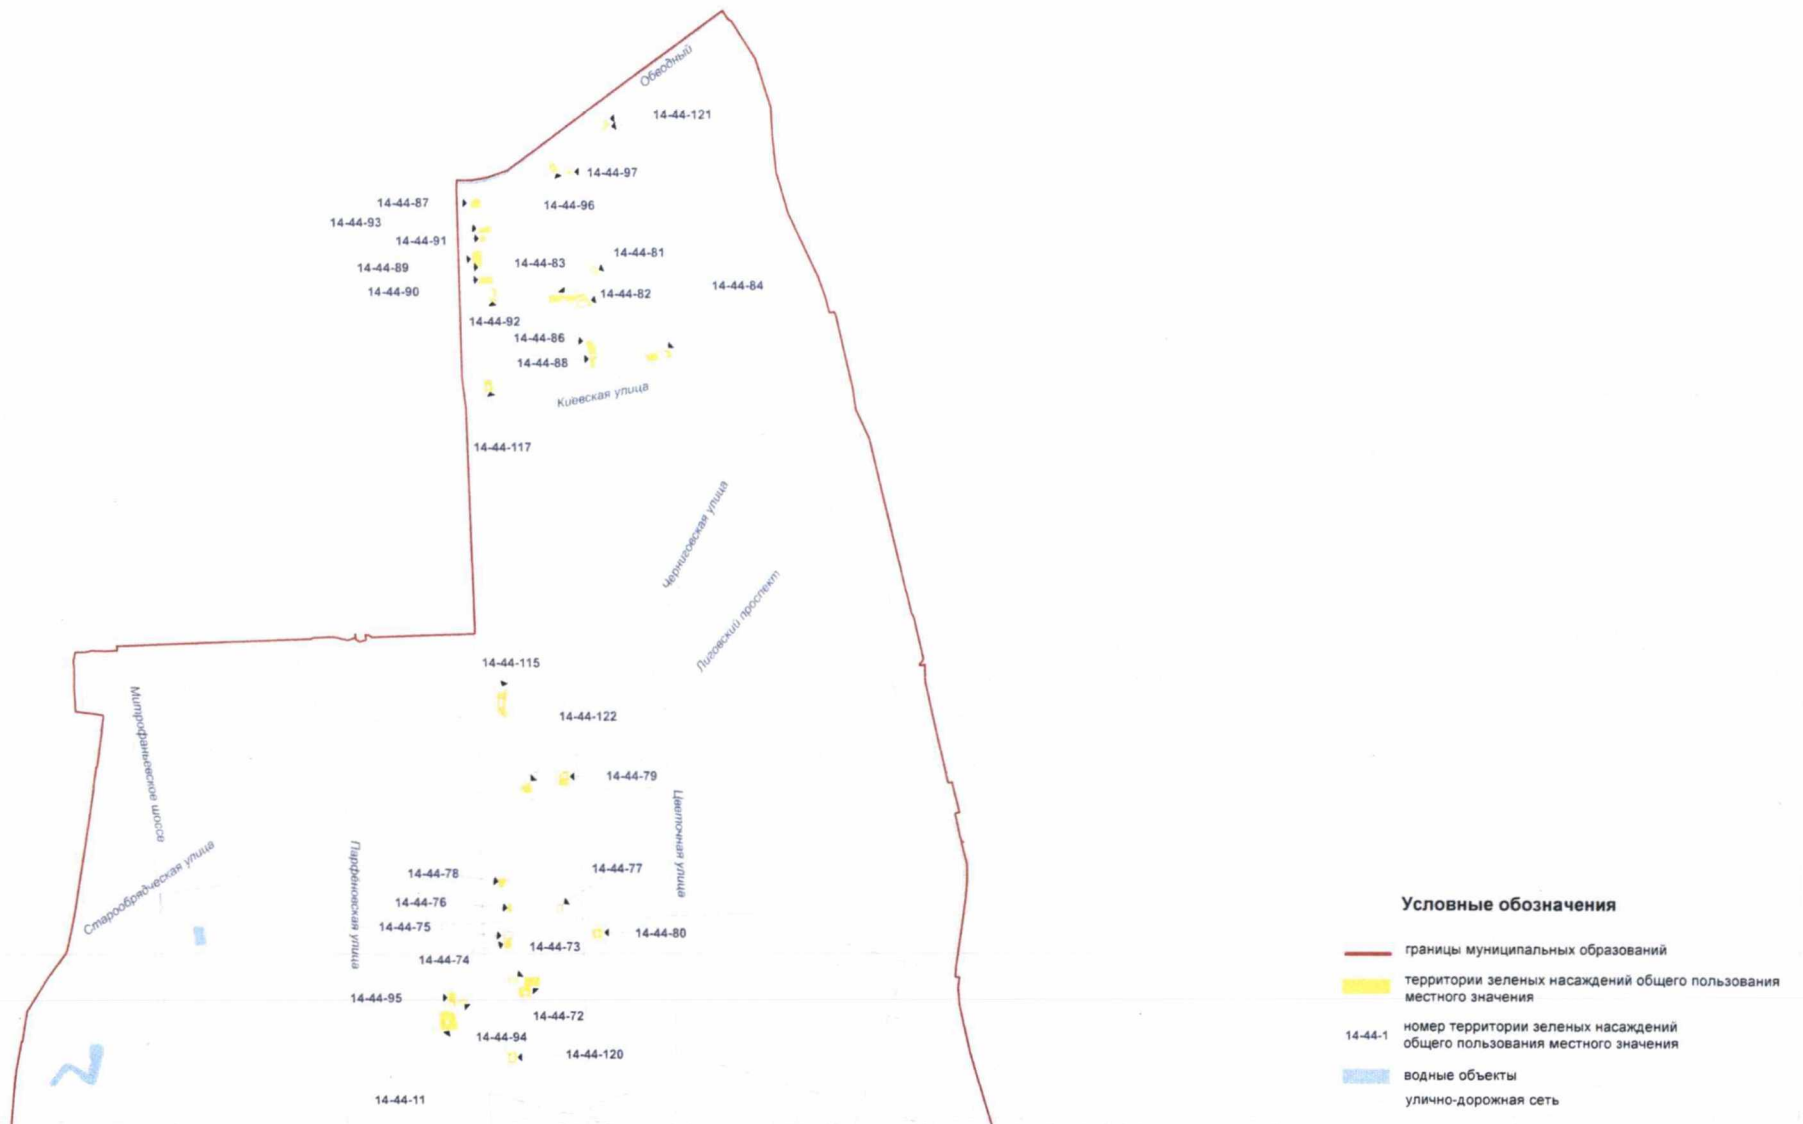 Обводный
14-44-121
14-44-97
14-44-87
14-44-96
14-44-93
14-44-91
14-44-81
14-44-83
14-44-89
14-44-84
14-44-90
14-44-82
14-44-92
14-44-86
14-44-88
Киевская улица
14-44-117
Черниговская улица
Лиговский проспект
14-44-115
Митрофаньевское шоссе
14-44-122
14-44-79
Цветочная улица
Старообрядческая улица
Парфёновская улица
14-44-78
14-44-77
14-44-76
14-44-75
14-44-80
14-44-73
14-44-74
14-44-95
14-44-72
14-44-94
14-44-120
14-44-11
Условные обозначения
границы муниципальных образований
территории зеленых насаждений общего пользования
местного значения
14-44-1
номер территории зеленых насаждений
общего пользования местного значения
водные объекты
улично-дорожная сеть